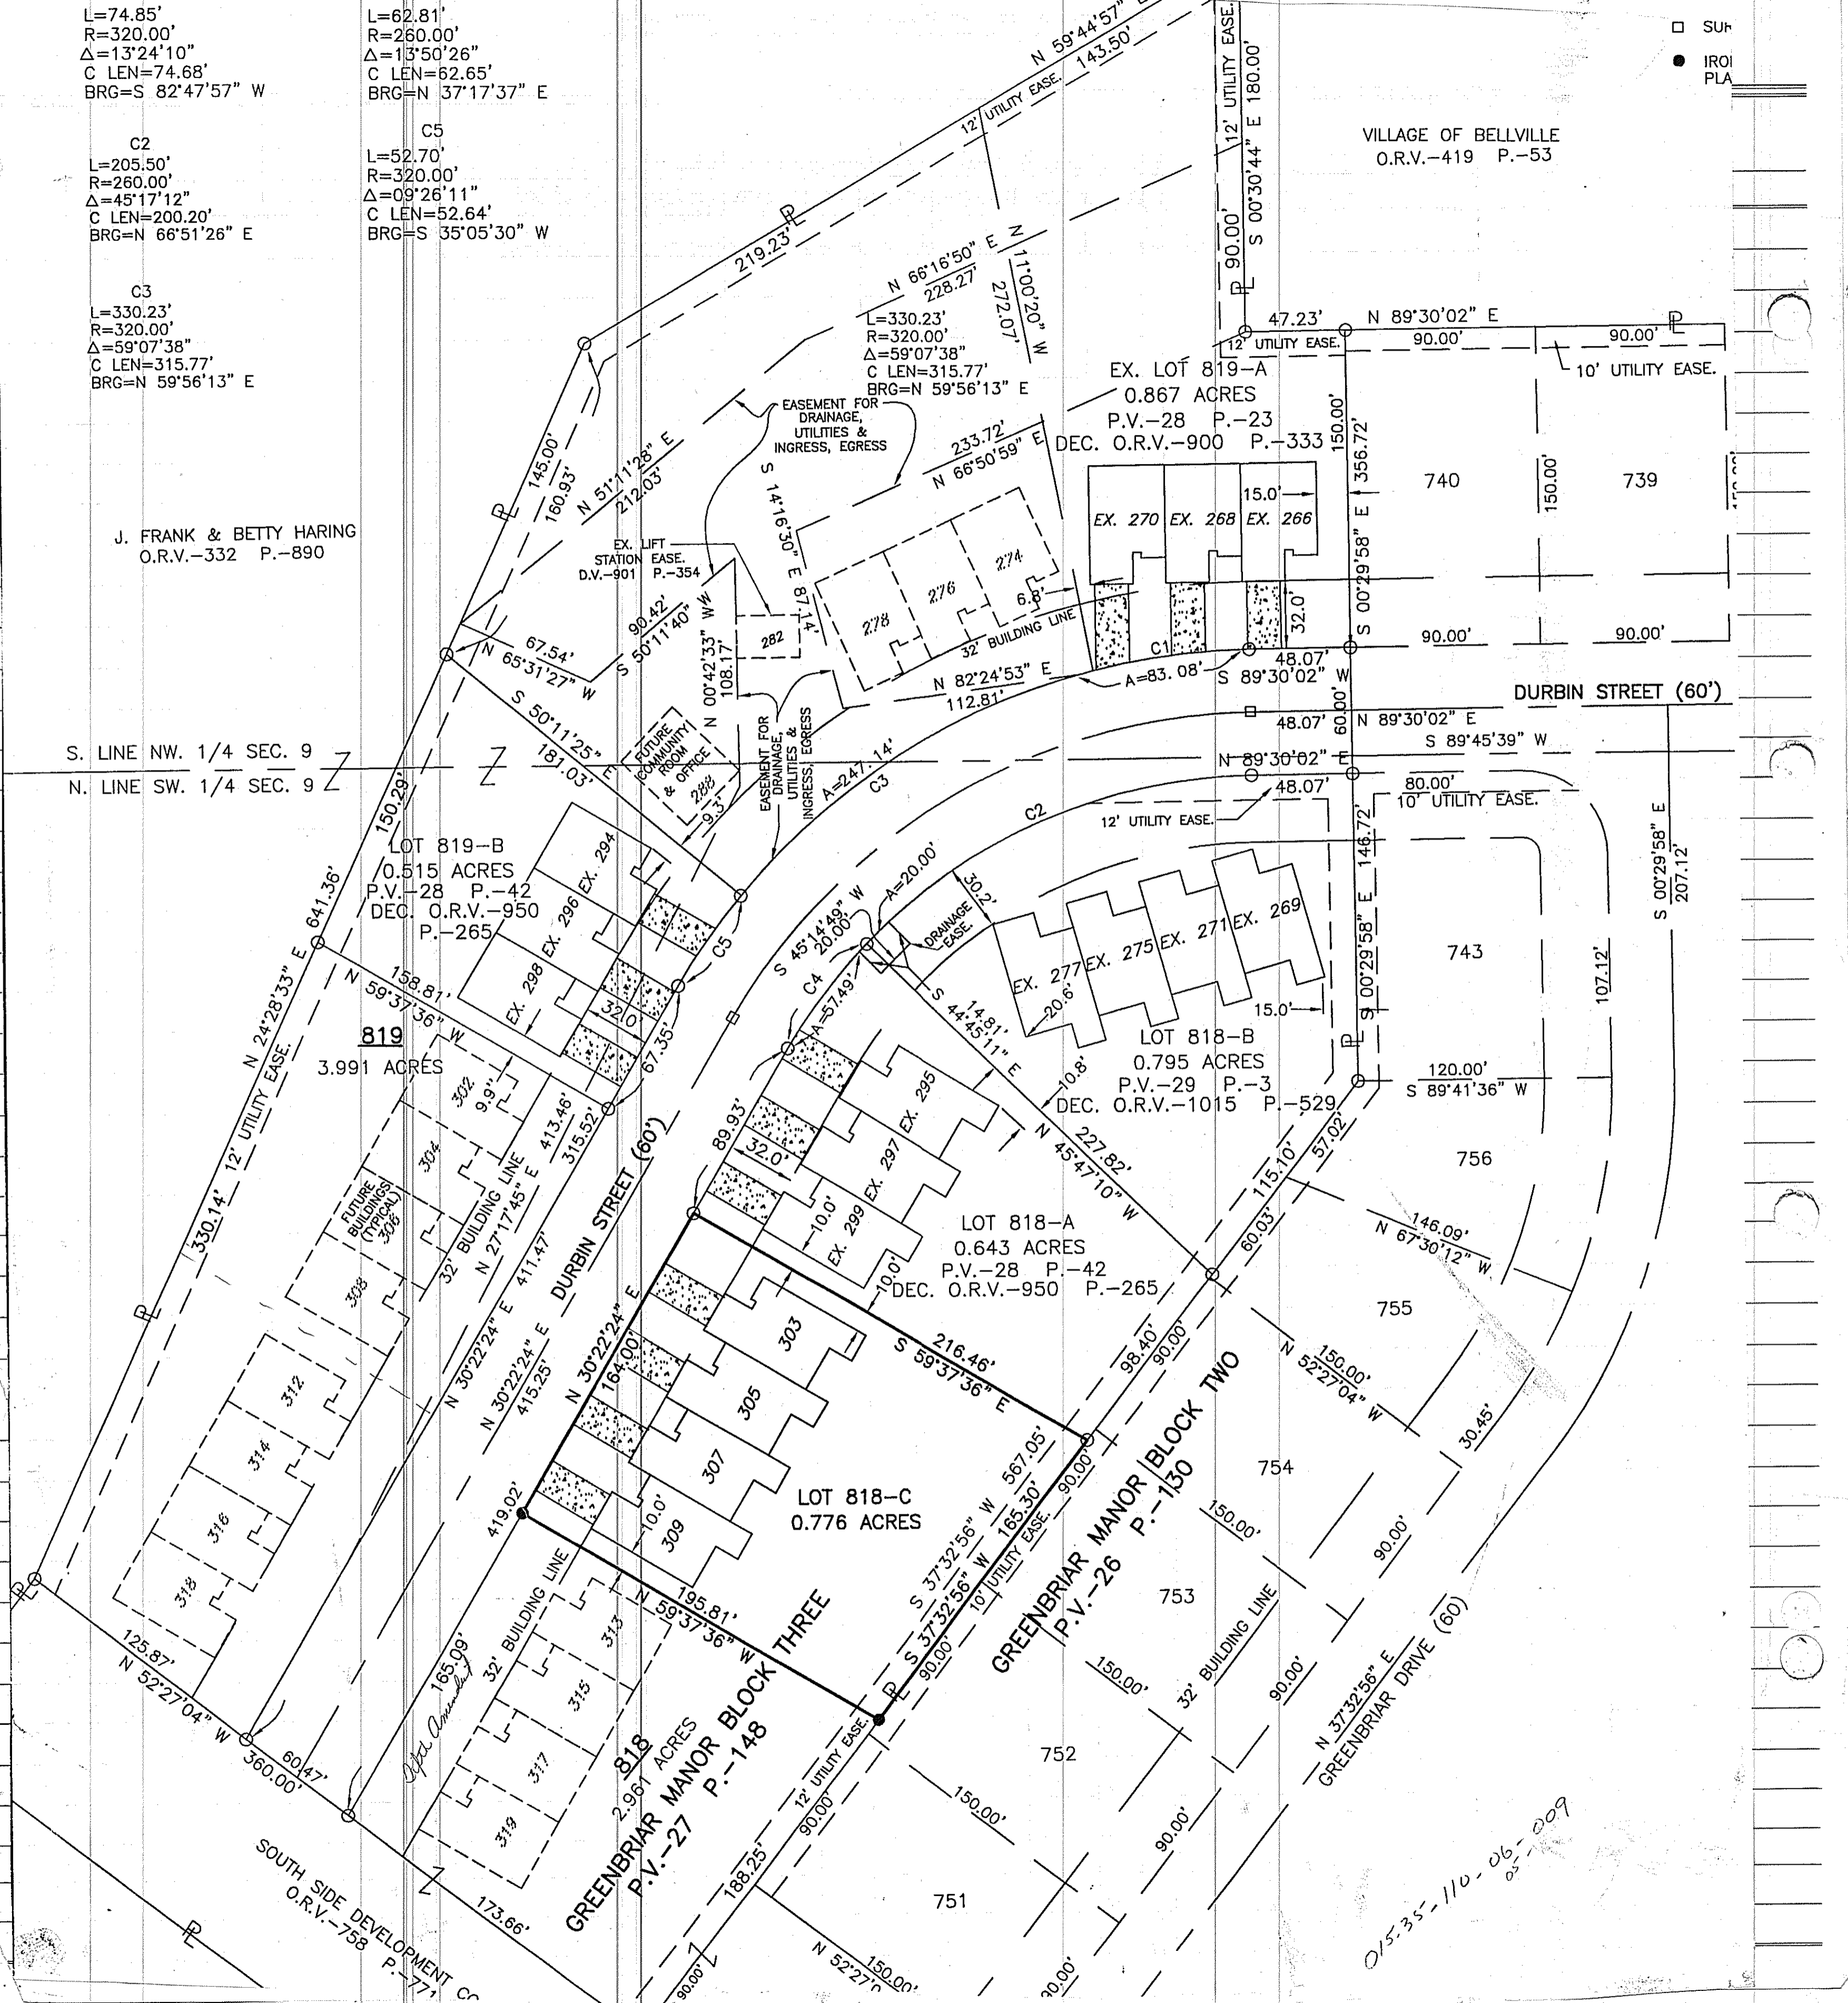 L=74.85'
R=320.00'
Δ=13°24'10"
C LEN=74.68'
BRG=S 82°47'57" W
C2
L=205.50'
R=260.00'
Δ=45°17'12"
C LEN=200.20'
BRG=N 66°51'26" E
C3
L=330.23'
R=320.00'
Δ=59°07'38"
C LEN=315.77'
BRG=N 59°56'13" E
L=62.81'
R=260.00'
Δ=13°50'26"
C LEN=62.65'
BRG=N 37°17'37" E
C5
L=52.70'
R=320.00'
Δ=09°26'11"
C LEN=52.64'
BRG=S 35°05'30" W
N 59°44'57"
143.50'
12' UTILITY EASE.
219.23'
12' UTILITY EASE.
S 00°30'44" E 180.00'
90.00'
VILLAGE OF BELLVILLE
O.R.V.-419 P.-53
N 66°16'50" E
228.27'
N 11°00'20" W
272.07'
L=330.23'
R=320.00'
Δ=59°07'38"
C LEN=315.77'
BRG=N 59°56'13" E
47.23'
N 89°30'02" E
12' UTILITY EASE.
90.00'
90.00'
10' UTILITY EASE.
EX. LOT 819-A
0.867 ACRES
P.V.-28 P.-23
DEC. O.R.V.-900 P.-333
EASEMENT FOR
DRAINAGE,
UTILITIES &
INGRESS, EGRESS
145.00'
160.93'
N 51°11'28" E
212.03'
233.72'
N 66°50'59" E
S 14°16'30" E 87.14'
150.00'
S 00°29'58" E 356.72'
740
150.00'
739
15.0'
EX. 270
EX. 268
EX. 266
J. FRANK & BETTY HARING
O.R.V.-332 P.-890
EX. LIFT
STATION EASE.
D.V.-901 P.-354
278
276
274
6.8'
32' BUILDING LINE
32.0'
67.54'
N 65°31'27" W
90.42'
S 50°11'40" W
N 00°42'33" W
108.17'
282
N 82°24'53" E
112.81'
C1
A=83.08'
48.07'
S 89°30'02" W
90.00'
90.00'
DURBIN STREET (60')
60.00'
48.07'
N 89°30'02" E
S 89°45'39" W
S. LINE NW. 1/4 SEC. 9
N. LINE SW. 1/4 SEC. 9
S 50°11'25" E
181.03'
FUTURE
COMMUNITY
ROOM
&
OFFICE
288
9.3'
EASEMENT FOR
DRAINAGE,
UTILITIES &
INGRESS, EGRESS
A=247.14'
C3
N 89°30'02" E
48.07'
80.00'
10' UTILITY EASE.
12' UTILITY EASE.
C2
S 00°29'58" E
207.12'
150.29'
LOT 819-B
0.515 ACRES
P.V.-28 P.-42
DEC. O.R.V.-950
P.-265
EX. 294
EX. 296
EX. 298
C5
32.0'
S 45°14'49" W
20.00'
A=20.00'
30.2'
DRAINAGE
EASE.
C4
A=57.49'
EX. 277
EX. 275
EX. 271
EX. 269
20.6'
15.0'
S 00°29'58" E 146.72'
743
107.12'
N 24°28'33" E 641.36'
158.81'
N 59°37'36" W
819
3.991 ACRES
67.35'
14.81'
S 44°45'11" E
LOT 818-B
0.795 ACRES
P.V.-29 P.-3
DEC. O.R.V.-1015 P.-529
10.8'
120.00'
S 89°41'36" W
12' UTILITY EASE.
302
9.9"
304
FUTURE
BUILDINGS
(TYPICAL)
306
308
413.46'
315.52'
32' BUILDING LINE
N 27°17'45" E
411.47'
DURBIN STREET (60')
89.93'
32.0'
10.0'
EX. 295
EX. 297
EX. 299
227.82'
N 45°47'10" W
57.02'
115.10'
60.03'
756
146.09'
N 67°30'12" W
330.14'
LOT 818-A
0.643 ACRES
P.V.-28 P.-42
DEC. O.R.V.-950 P.-265
10.0'
755
N 30°22'24" E
N 30°22'24" E
415.25'
N 30°22'24" E
164.00'
303
305
307
309
216.46'
S 59°37'36" E
98.40'
90.00'
150.00'
N 52°27'04" W
30.45'
312
314
316
318
419.02'
10.0'
LOT 818-C
0.776 ACRES
S 37°32'56" W 567.05'
S 37°32'56" W 165.30'
10' UTILITY EASE.
90.00'
754
GREENBRIAR MANOR BLOCK TWO
P.V.-26 P.-130
150.00'
90.00'
753
32' BUILDING LINE
195.81'
N 59°37'36" W
32' BUILDING LINE
165.09'
313
315
317
319
90.00'
150.00'
90.00'
N 37°32'56" E
GREENBRIAR DRIVE (60)
125.87'
N 52°27'04" W
360.00'
60.47'
818
2.961 ACRES
GREENBRIAR MANOR BLOCK THREE
P.V.-27 P.-148
12' UTILITY EASE.
90.00'
188.25'
752
150.00'
90.00'
751
173.66'
SOUTH SIDE DEVELOPMENT CO
O.R.V.-758 P.-771
90.00'
150.00'
90.00'
015-35-110-06-009
05-009